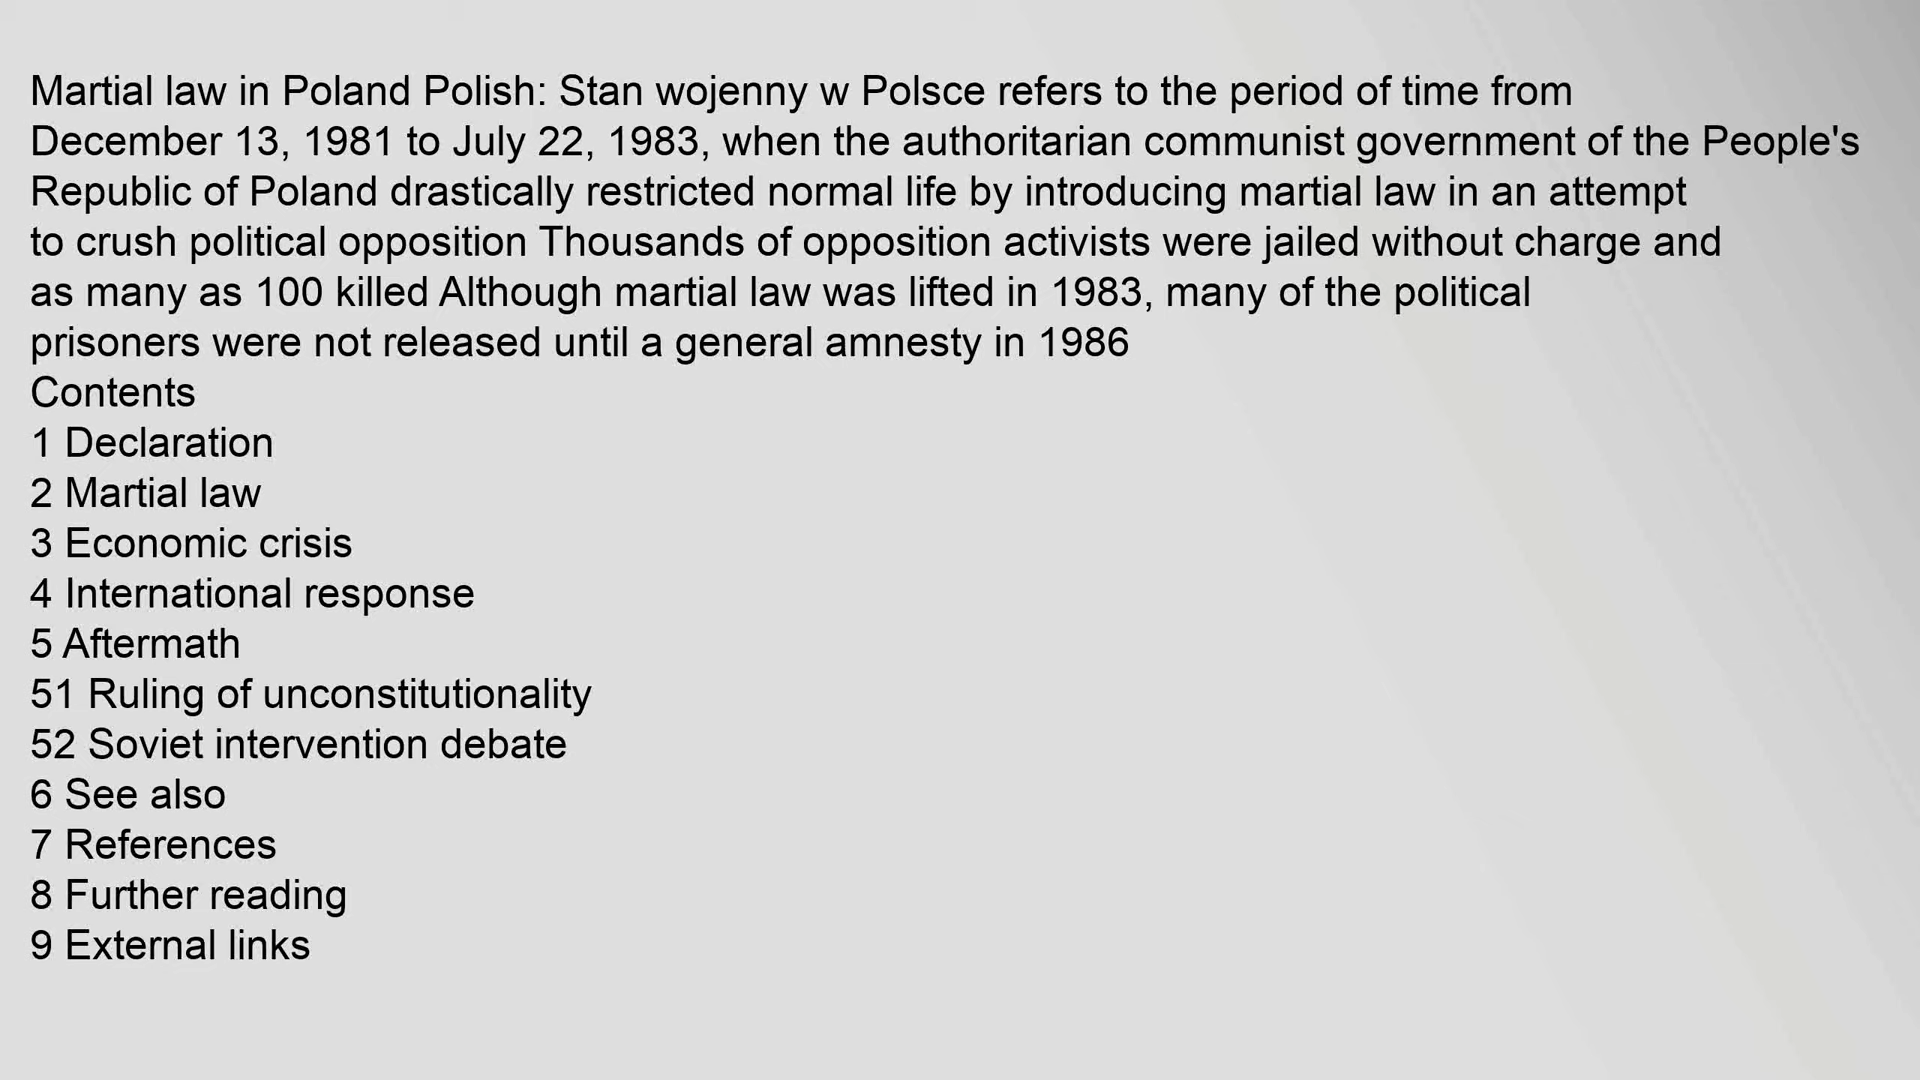 Martial law in Poland Polish: Stan wojenny w Polsce refers to the period of time from
December 13, 1981 to July 22, 1983, when the authoritarian communist government of the People's
Republic of Poland drastically restricted normal life by introducing martial law in an attempt
to crush political opposition Thousands of opposition activists were jailed without charge and
as many as 100 killed Although martial law was lifted in 1983, many of the political
prisoners were not released until a general amnesty in 1986
Contents
1 Declaration
2 Martial law
3 Economic crisis
4 International response
5 Aftermath
51 Ruling of unconstitutionality
52 Soviet intervention debate
6 See also
7 References
8 Further reading
9 External links